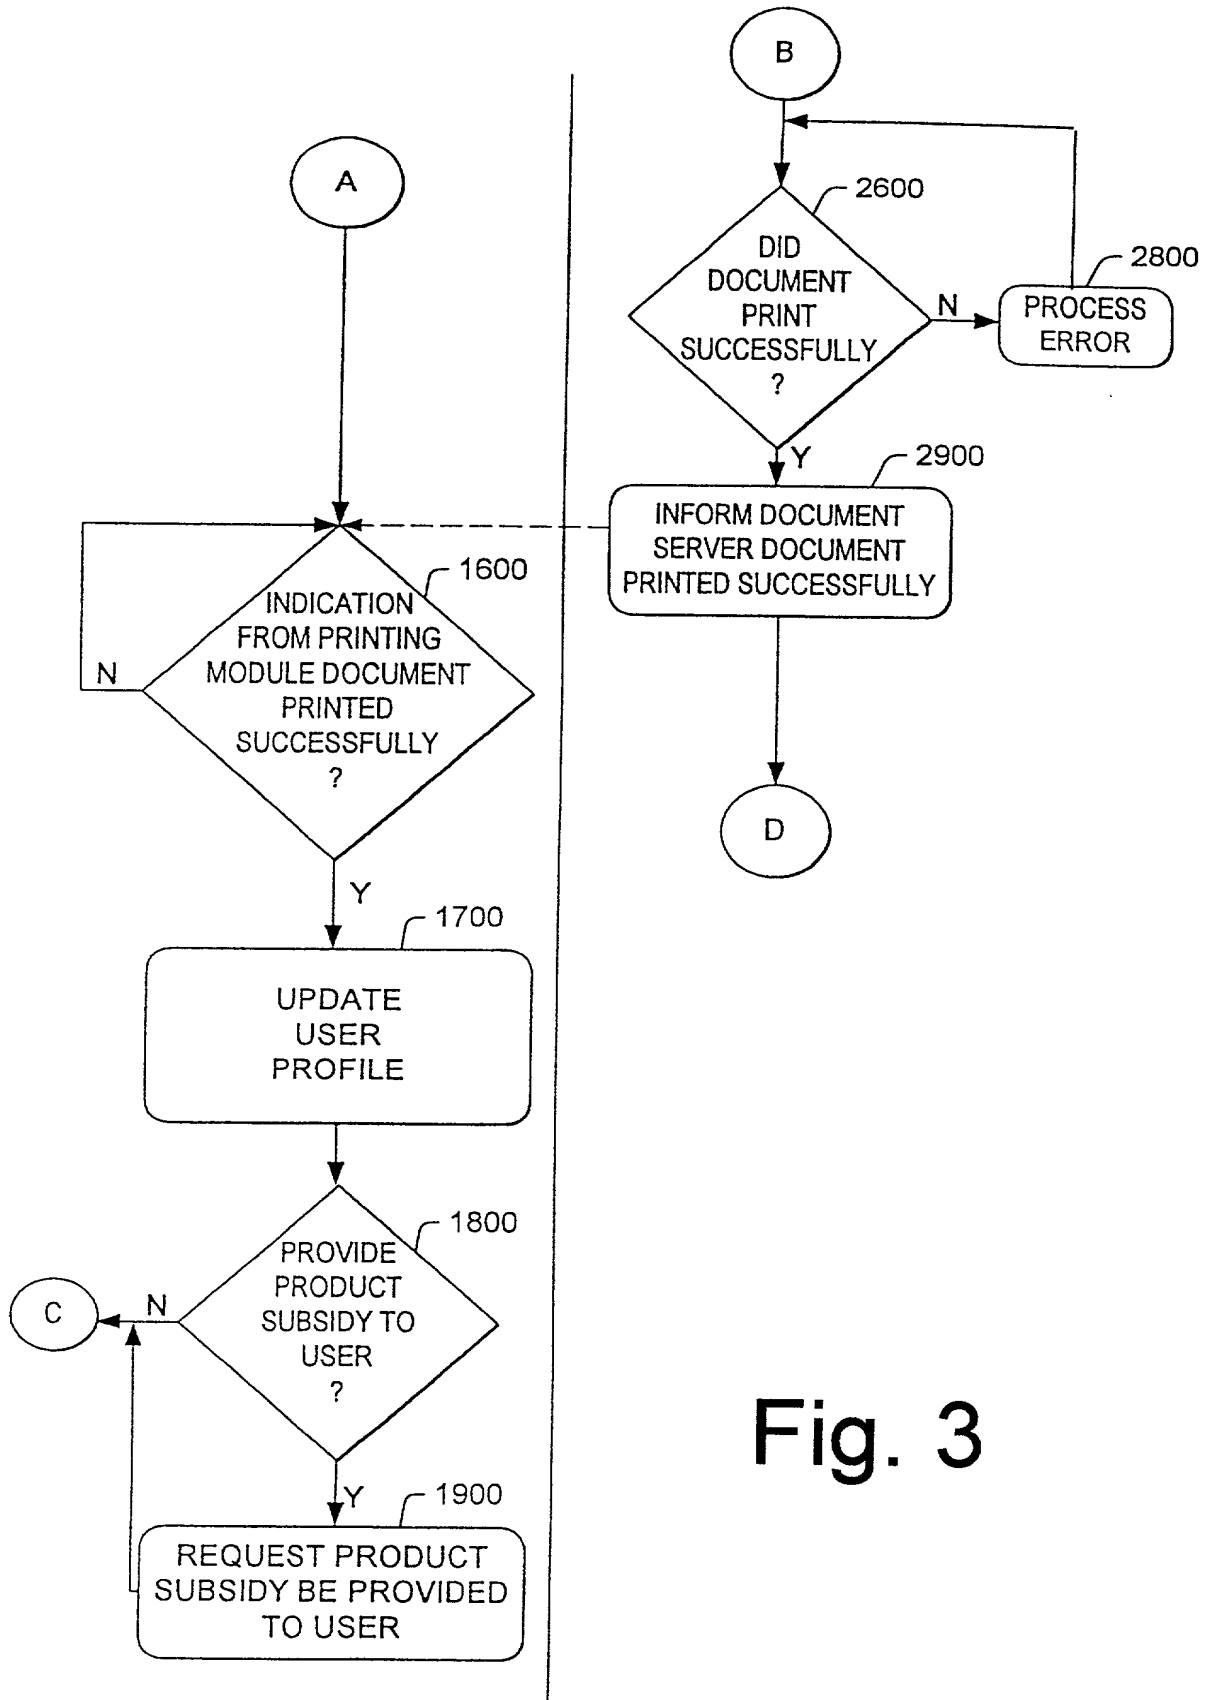 B
A
2600
DID
DOCUMENT
PRINT
SUCCESSFULLY
?
N
2800
PROCESS
ERROR
Y
2900
INFORM DOCUMENT
SERVER DOCUMENT
PRINTED SUCCESSFULLY
D
1600
INDICATION
FROM PRINTING
MODULE DOCUMENT
PRINTED
SUCCESSFULLY
?
N
Y
1700
UPDATE
USER
PROFILE
1800
PROVIDE
PRODUCT
SUBSIDY TO
USER
?
N
C
Y
1900
REQUEST PRODUCT
SUBSIDY BE PROVIDED
TO USER
Fig. 3